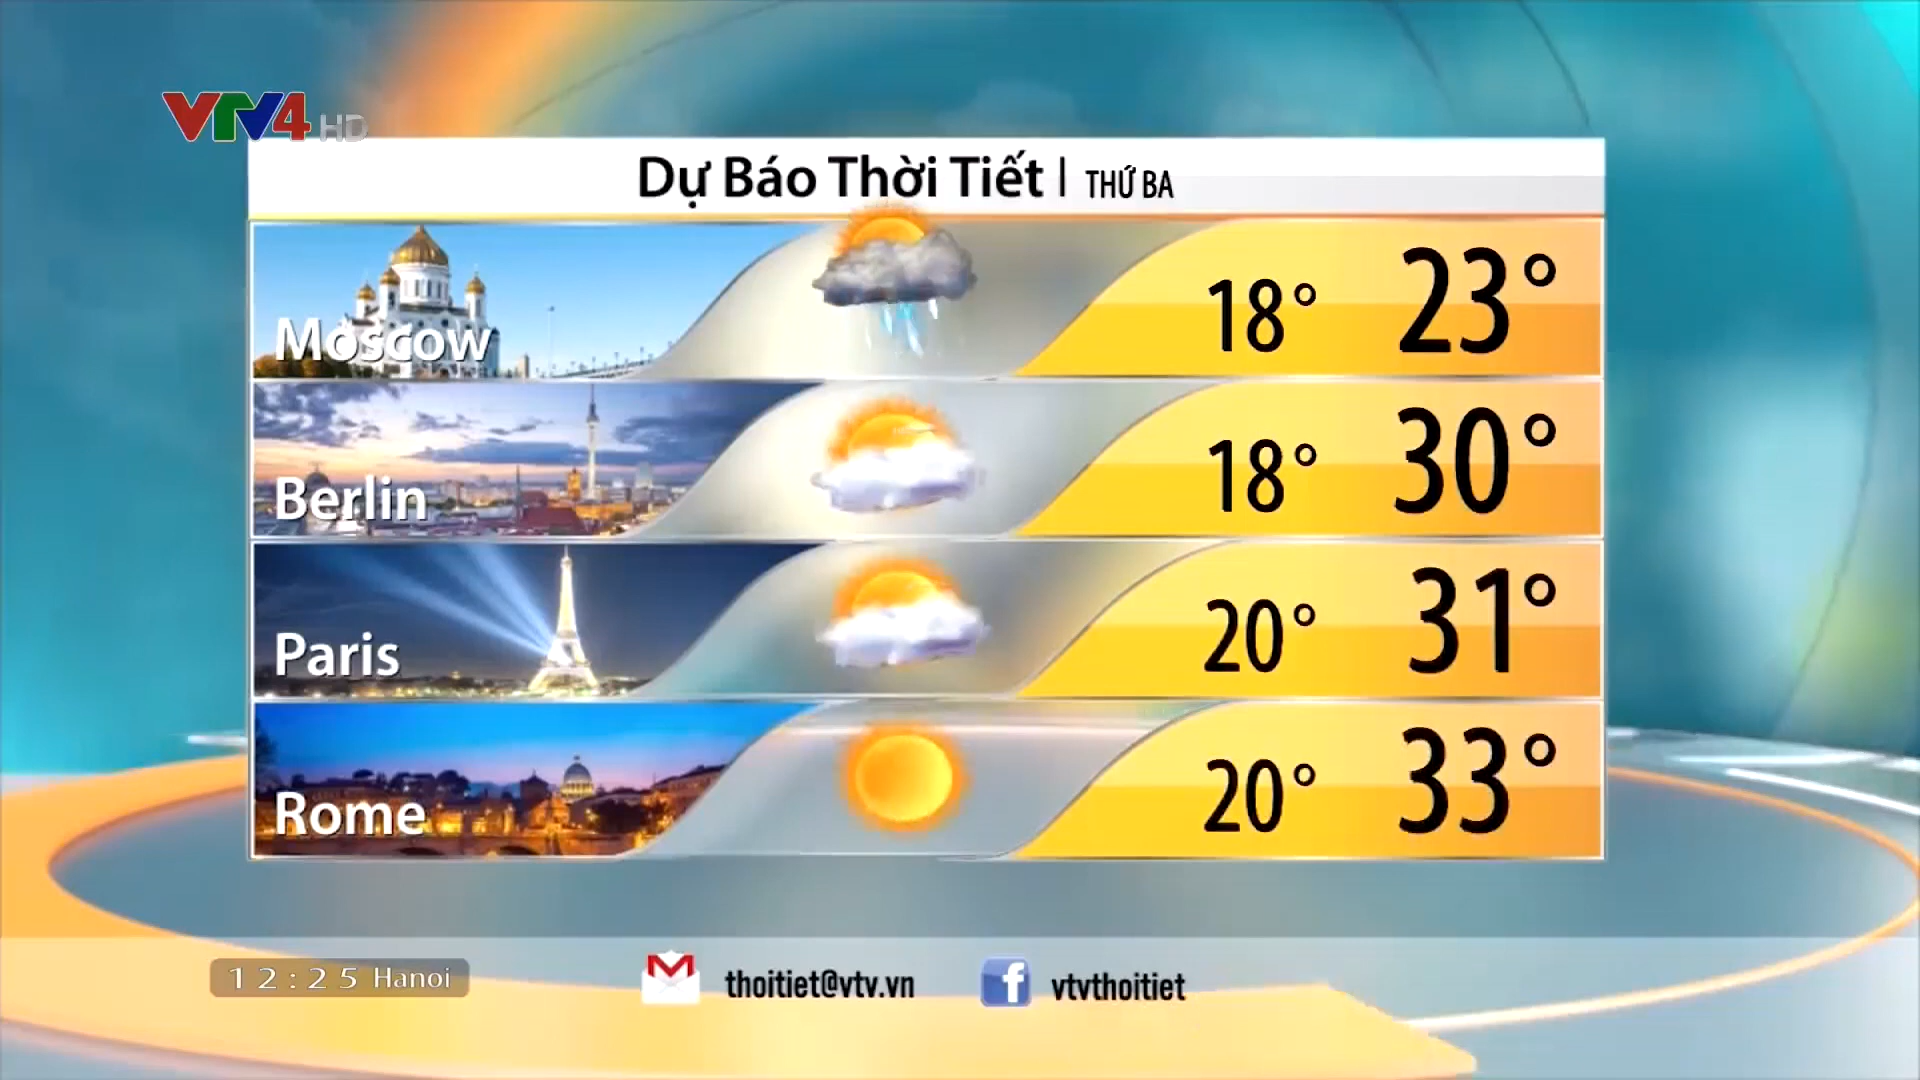 VTV4 HD
Dự Báo Thời Tiết | THỨ BA
Moscow 18° 23°
Berlin 18° 30°
Paris 20° 31°
Rome 20° 33°
12:25 Hanoi
thoitiet@vtv.vn
f vtvthoitiet